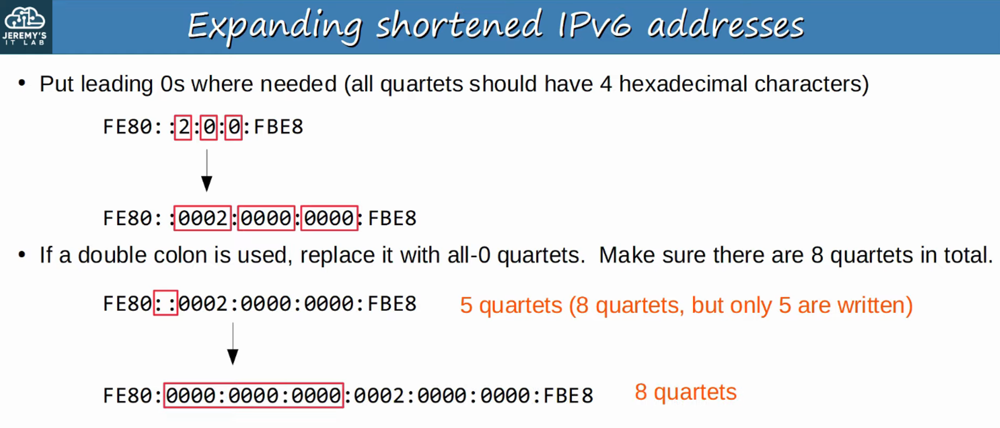 JEREMY'S
IT LAB
Expanding shortened IPv6 addresses
• Put leading 0s where needed (all quartets should have 4 hexadecimal characters)
FE80::2:0:0:FBE8
FE80::0002:0000:0000:FBE8
• If a double colon is used, replace it with all-0 quartets.  Make sure there are 8 quartets in total.
FE80::0002:0000:0000:FBE8 5 quartets (8 quartets, but only 5 are written)
FE80:0000:0000:0000:0002:0000:0000:FBE8 8 quartets